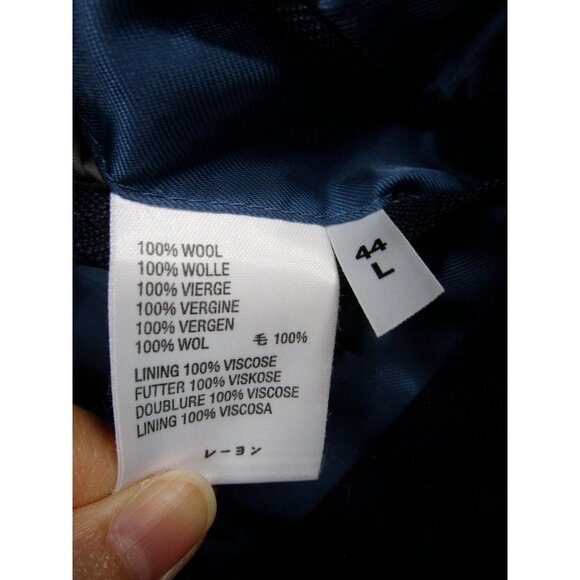 100% WOOL
100% WOLLE
100% VIERGE
100% VERGINE
100% VERGEN
100% WOL 毛 100%
LINING 100% VISCOSE
FUTTER 100% VISKOSE
DOUBLURE 100% VISCOSE
LINING 100% VISCOSA
レーヨン
44
L